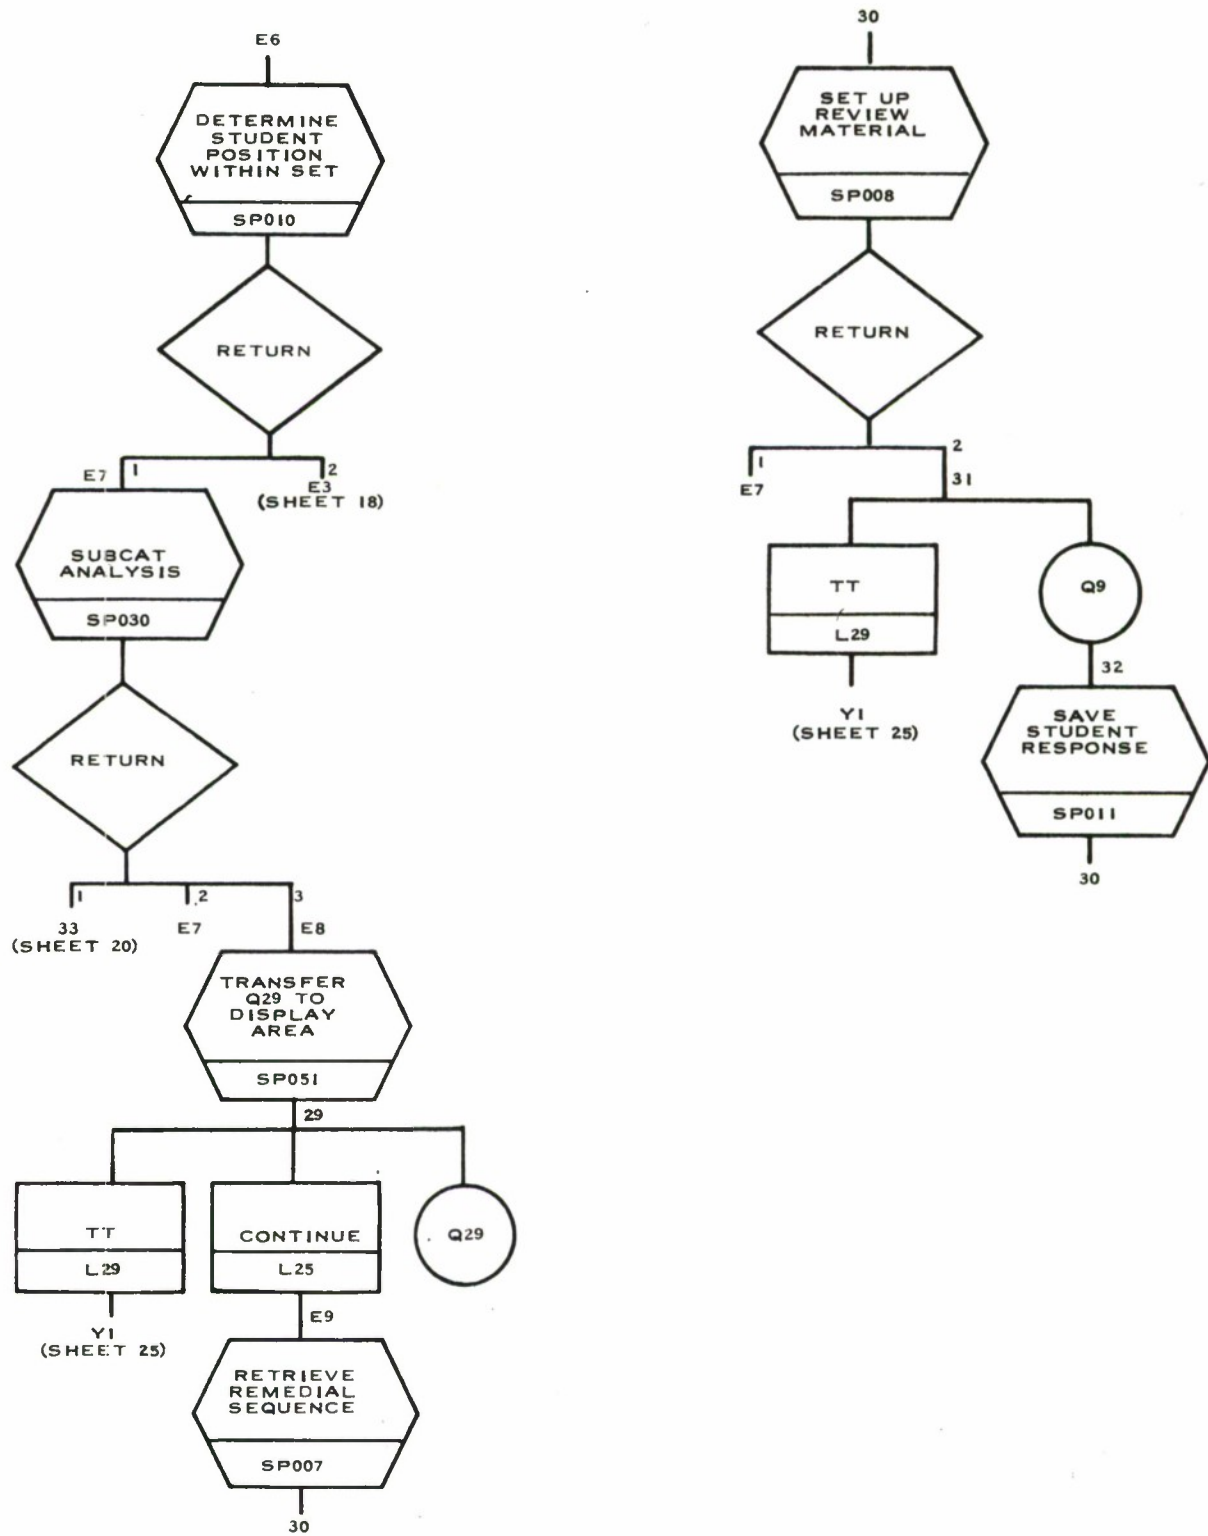 E6
DETERMINE
STUDENT
POSITION
WITHIN SET
SP010
RETURN
E7 1
2
E3
(SHEET 18)
SUBCAT
ANALYSIS
SP030
RETURN
1
2
3
33
(SHEET 20)
E7
E8
TRANSFER
Q29 TO
DISPLAY
AREA
SP051
29
TT
L29
Y1
(SHEET 25)
CONTINUE
L25
Q29
E9
RETRIEVE
REMEDIAL
SEQUENCE
SP007
30
30
SET UP
REVIEW
MATERIAL
SP008
RETURN
1
E7
2
31
TT
L29
Y1
(SHEET 25)
Q9
32
SAVE
STUDENT
RESPONSE
SP011
30